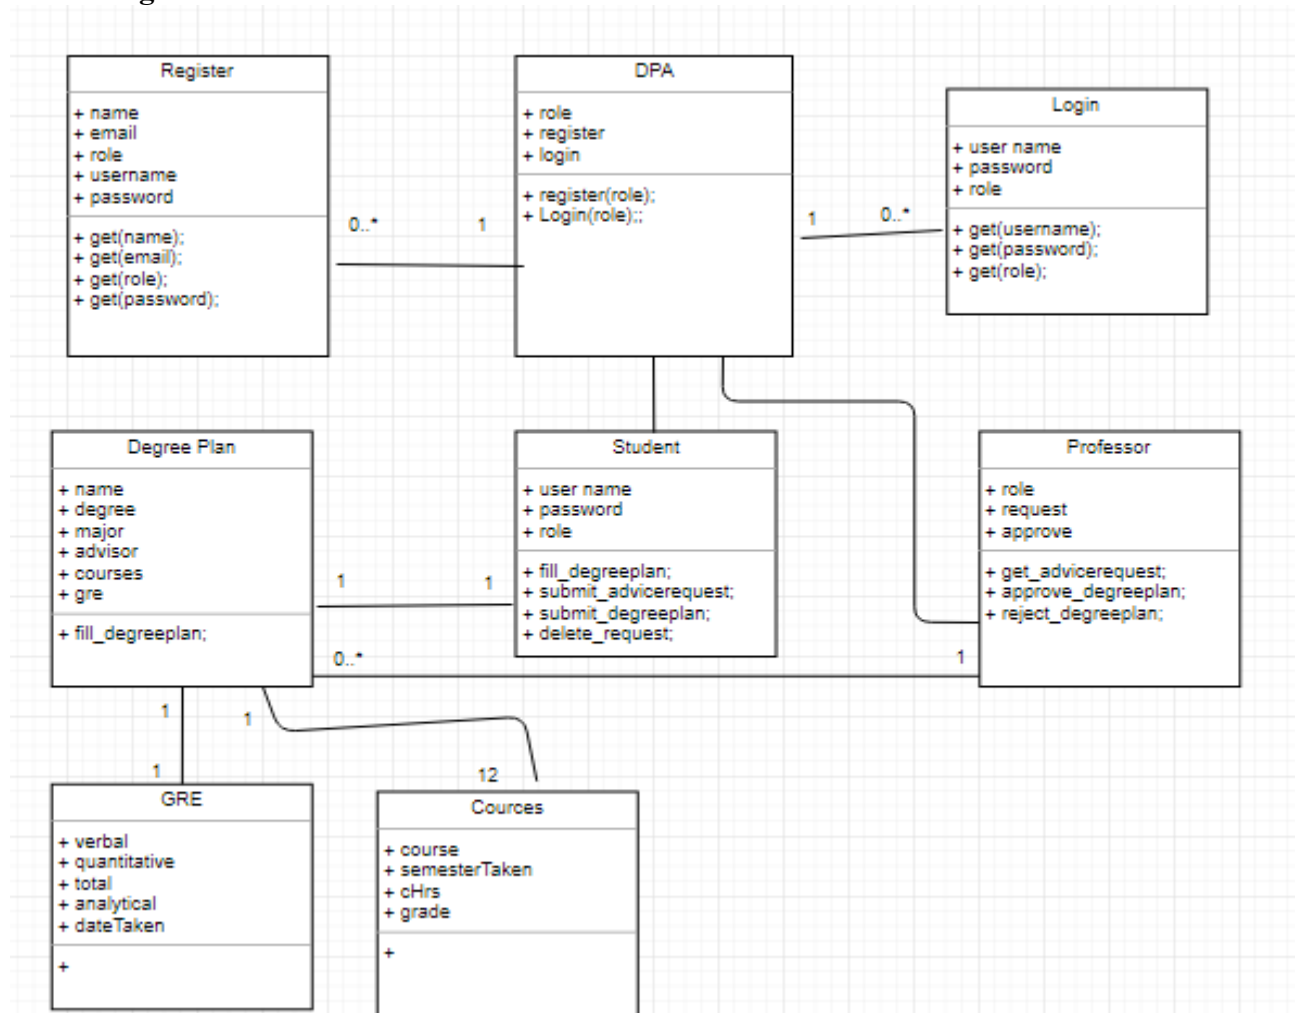 Register
+ name
+ email
+ role
+ username
+ password
+ get(name);
+ get(email);
+ get(role);
+ get(password);
0..*
1
DPA
+ role
+ register
+ login
+ register(role);
+ Login(role);;
1
0..*
Login
+ user name
+ password
+ role
+ get(username);
+ get(password);
+ get(role);
Degree Plan
+ name
+ degree
+ major
+ advisor
+ courses
+ gre
+ fill_degreeplan;
1
1
Student
+ user name
+ password
+ role
+ fill_degreeplan;
+ submit_advicerequest;
+ submit_degreeplan;
+ delete_request;
Professor
+ role
+ request
+ approve
+ get_advicerequest;
+ approve_degreeplan;
+ reject_degreeplan;
0..*
1
1
1
1
12
GRE
+ verbal
+ quantitative
+ total
+ analytical
+ dateTaken
+
Cources
+ course
+ semesterTaken
+ cHrs
+ grade
+